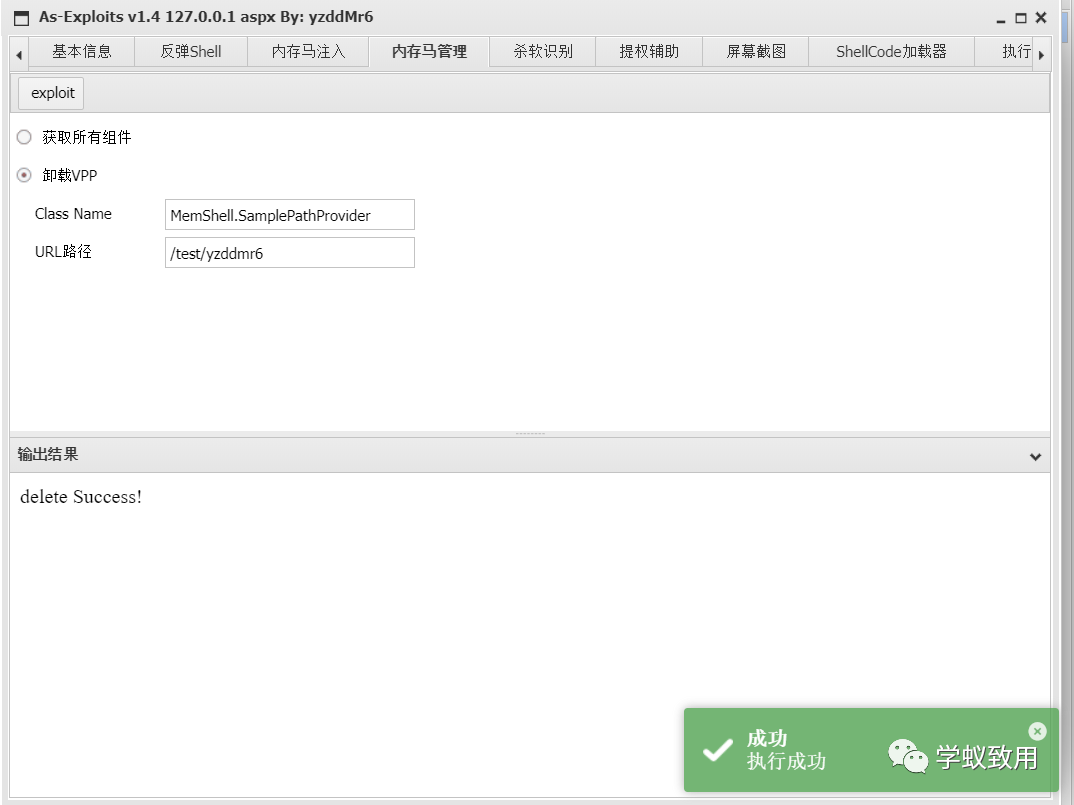 As-Exploits v1.4 127.0.0.1 aspx By: yzddMr6
基本信息 反弹Shell 内存马注入 内存马管理 杀软识别 提权辅助 屏幕截图 ShellCode加载器 执行
exploit
获取所有组件
卸载VPP
Class Name MemShell.SamplePathProvider
URL路径 /test/yzddmr6
输出结果
delete Success!
成功
执行成功
学蚁致用